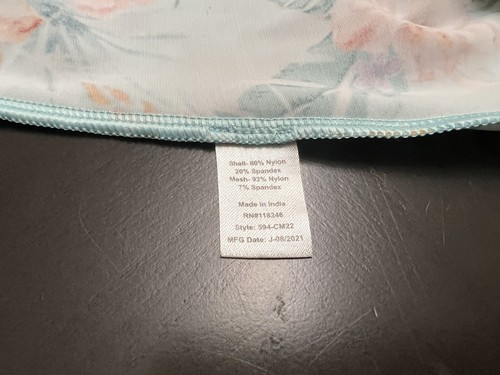 Shell- 80% Nylon
20% Spandex
Mesh- 93% Nylon
7% Spandex
Made In India
RN#118246
Style: 594-CM22
MFG Date: J-08/2021